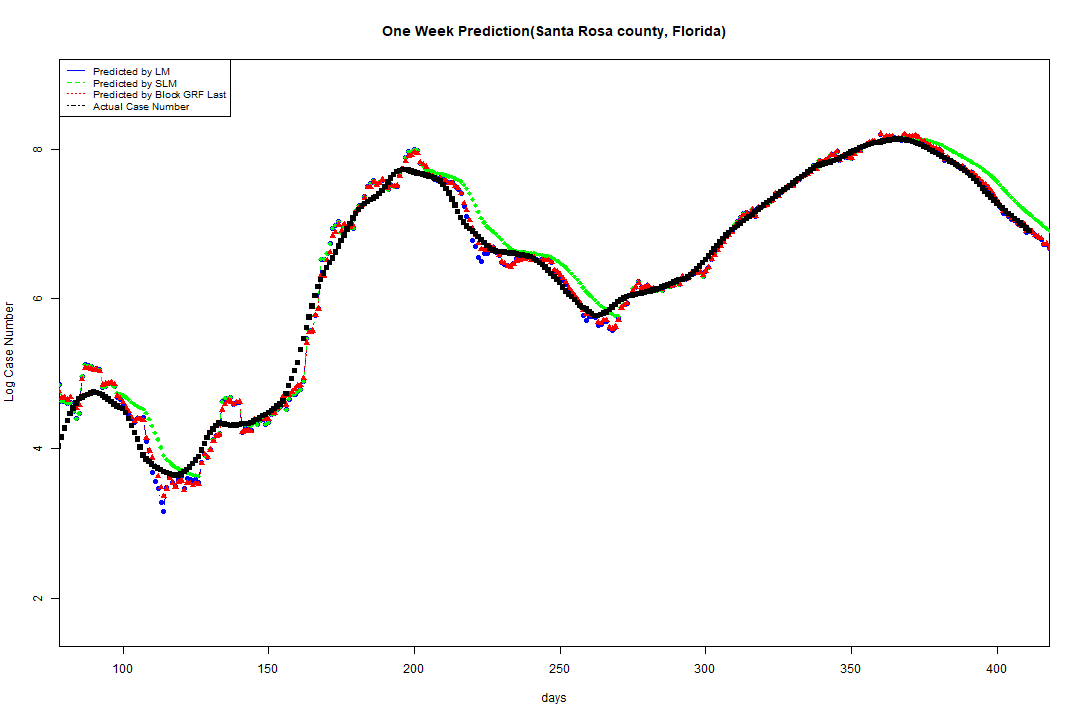 One Week Prediction(Santa Rosa county, Florida)
Predicted by LM
Predicted by SLM
Predicted by Block GRF Last
Actual Case Number
Log Case Number
8
6
4
2
100 150 200 250 300 350 400
days